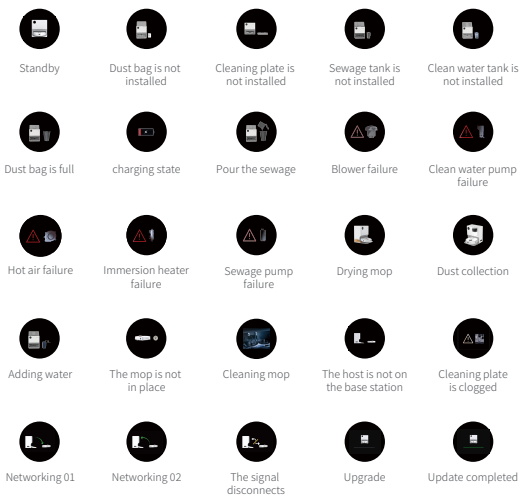 Standby
Dust bag is not
installed
Cleaning plate is
not installed
Sewage tank is
not installed
Clean water tank is
not installed
Dust bag is full
charging state
Pour the sewage
Blower failure
Clean water pump
failure
Hot air failure
Immersion heater
failure
Sewage pump
failure
Drying mop
Dust collection
Adding water
The mop is not
in place
Cleaning mop
The host is not on
the base station
Cleaning plate
is clogged
Networking 01
Networking 02
The signal
disconnects
Upgrade
Update completed